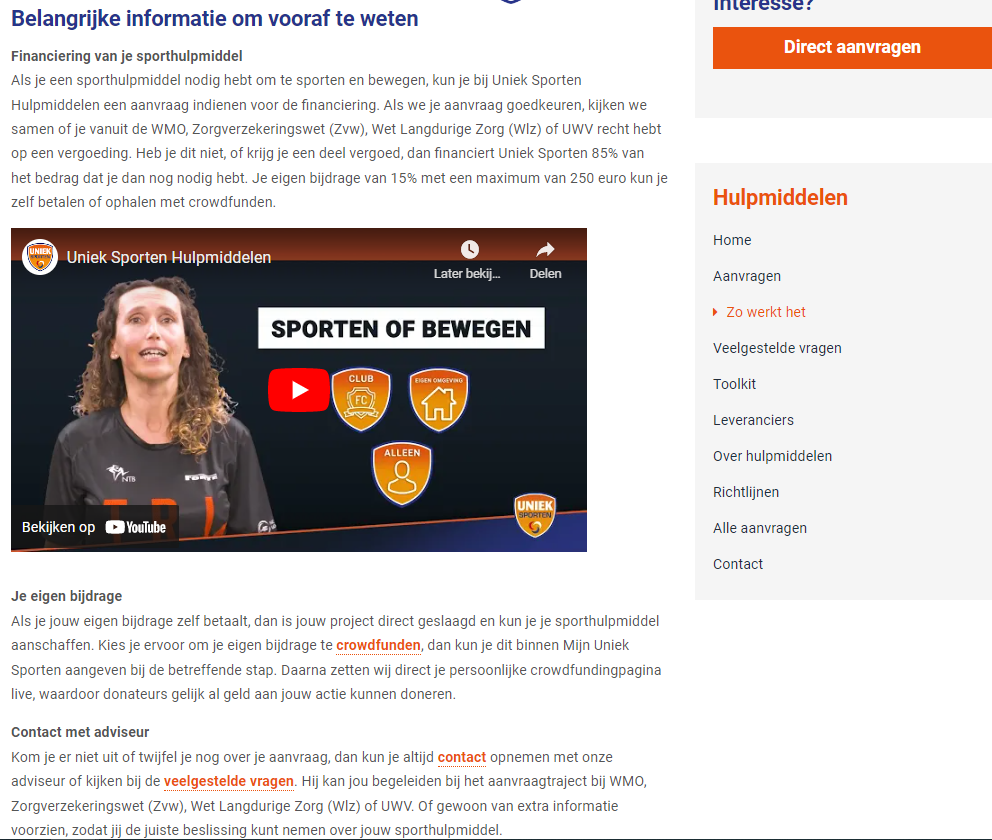 Belangrijke informatie om vooraf te weten
Financiering van je sporthulpmiddel
Als je een sporthulpmiddel nodig hebt om te sporten en bewegen, kun je bij Uniek Sporten
Hulpmiddelen een aanvraag indienen voor de financiering. Als we je aanvraag goedkeuren, kijken we
samen of je vanuit de WMO, Zorgverzekeringswet (Zvw), Wet Langdurige Zorg (Wlz) of UWV recht hebt
op een vergoeding. Heb je dit niet, of krijg je een deel vergoed, dan financiert Uniek Sporten 85% van
het bedrag dat je dan nog nodig hebt. Je eigen bijdrage van 15% met een maximum van 250 euro kun je
zelf betalen of ophalen met crowdfunden.
UNIEK
Uniek Sporten Hulpmiddelen
Later bekij...
Delen
SPORTEN OF BEWEGEN
CLUB
FC
EIGEN OMGEVING
ALLEEN
NTB
UNIEK
SPORTEN
Bekijken op YouTube
Je eigen bijdrage
Als je jouw eigen bijdrage zelf betaalt, dan is jouw project direct geslaagd en kun je je sporthulpmiddel
aanschaffen. Kies je ervoor om je eigen bijdrage te crowdfunden, dan kun je dit binnen Mijn Uniek
Sporten aangeven bij de betreffende stap. Daarna zetten wij direct je persoonlijke crowdfundingpagina
live, waardoor donateurs gelijk al geld aan jouw actie kunnen doneren.
Contact met adviseur
Kom je er niet uit of twijfel je nog over je aanvraag, dan kun je altijd contact opnemen met onze
adviseur of kijken bij de veelgestelde vragen. Hij kan jou begeleiden bij het aanvraagtraject bij WMO,
Zorgverzekeringswet (Zvw), Wet Langdurige Zorg (Wlz) of UWV. Of gewoon van extra informatie
voorzien, zodat jij de juiste beslissing kunt nemen over jouw sporthulpmiddel.
Interesse?
Direct aanvragen
Hulpmiddelen
Home
Aanvragen
Zo werkt het
Veelgestelde vragen
Toolkit
Leveranciers
Over hulpmiddelen
Richtlijnen
Alle aanvragen
Contact